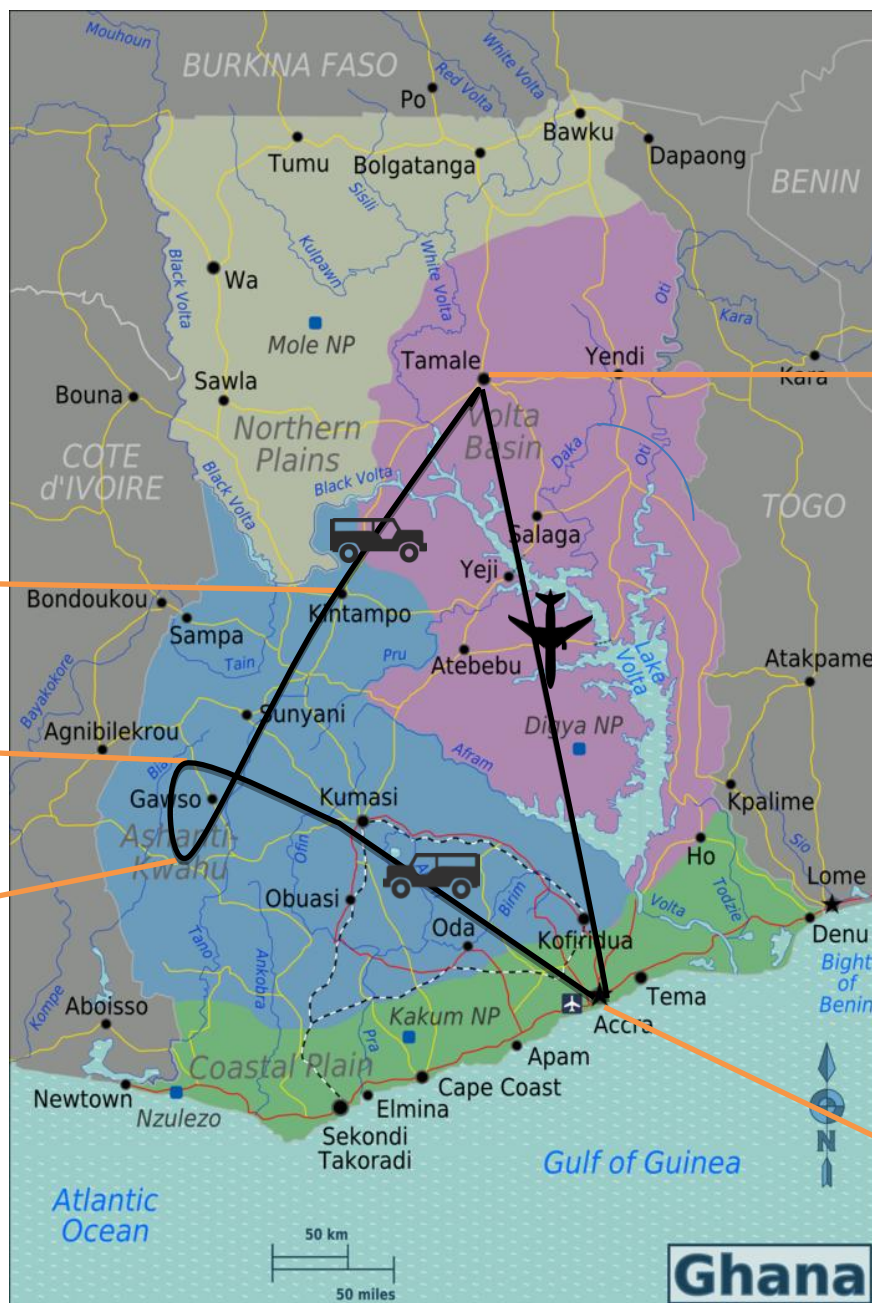 Mouhoun
BURKINA FASO
White Volta
Red Volta
White Volta
Po
Bawku
Tumu
Bolgatanga
Dapaong
BENIN
Sisili
Kulpawn
Black Volta
White Volta
Oti
Wa
Kara
Mole NP
Tamale
Yendi
Kara
Bouna
Sawla
Northern
Plains
Volta
Basin
COTE
d'IVOIRE
Daka
Oti
Black Volta
Black Volta
TOGO
Salaga
Yeji
Bondoukou
Kintampo
Sampa
Tain
Pru
Atebebu
Lake
Volta
Atakpame
Bayakokore
Sunyani
Digya NP
Agnibilekrou
Afram
Kpalime
Gawso
Kumasi
Ashanti-
Kwahu
Ofin
Ho
Sio
Obuasi
Birim
Lome
Oda
Volta
Todzie
Kofiridua
Denu
Tano
Ankobra
Bight
of
Benin
Kompe
Tema
Aboisso
Accra
Kakum NP
Pra
Coastal Plain
Apam
Newtown
Cape Coast
Nzulezo
Elmina
Sekondi
Takoradi
N
Gulf of Guinea
Atlantic
Ocean
50 km
50 miles
Ghana